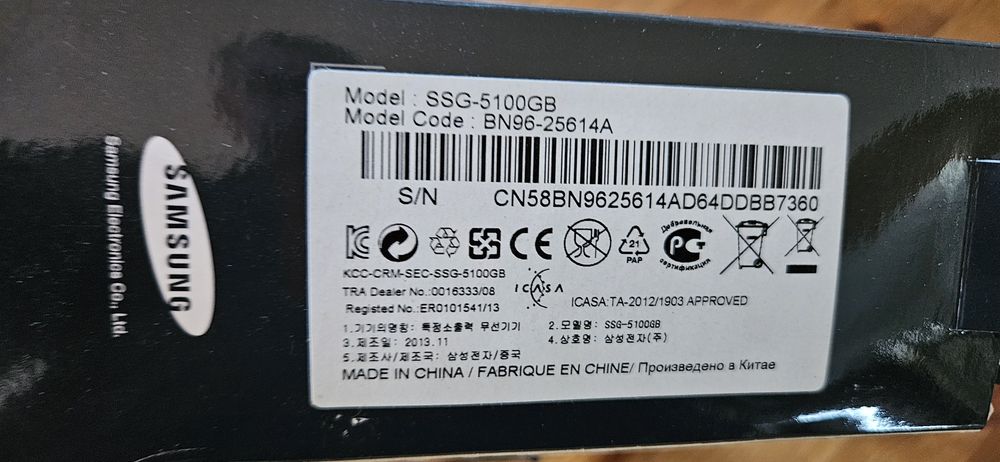 SAMSUNG
Samsung Electronics Co., Ltd.
Model : SSG-5100GB
Model Code : BN96-25614A
S/N CN58BN9625614AD64DDBB7360
KC CE 21 PAP Добровольная РСТ сертификация
KCC-CRM-SEC-SSG-5100GB
TRA Dealer No.:0016333/08
Registed No.:ER0101541/13
ICASA
ICASA:TA-2012/1903 APPROVED
1.기기의명칭: 특정소출력 무선기기 2.모델명: SSG-5100GB
3.제조일: 2013.11 4.상호명: 삼성전자(주)
5.제조사/제조국: 삼성전자/중국
MADE IN CHINA / FABRIQUE EN CHINE/ Произведено в Китае